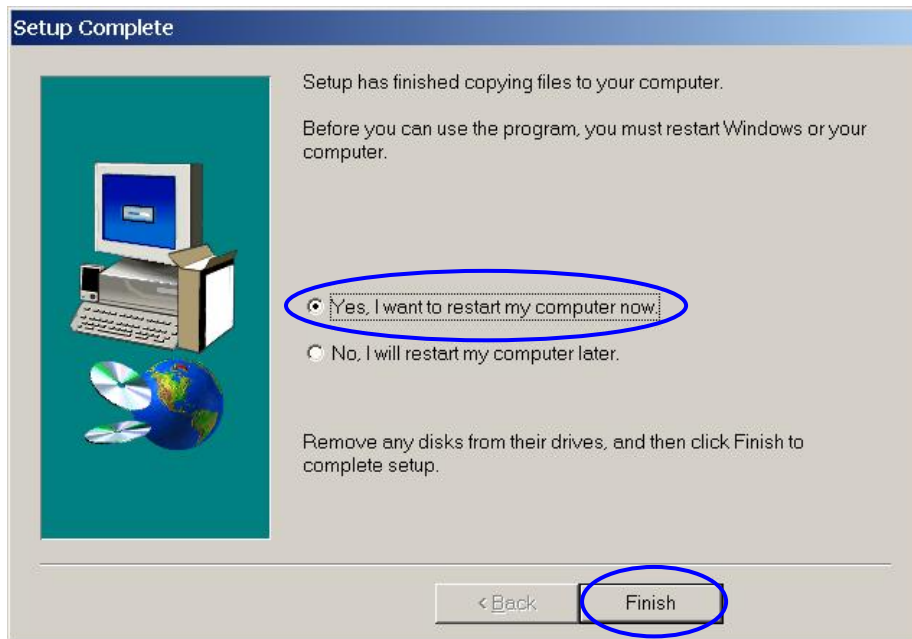 Setup Complete
Setup has finished copying files to your computer.
Before you can use the program, you must restart Windows or your
computer.
Yes, I want to restart my computer now.
No, I will restart my computer later.
Remove any disks from their drives, and then click Finish to
complete setup.
< Back
Finish